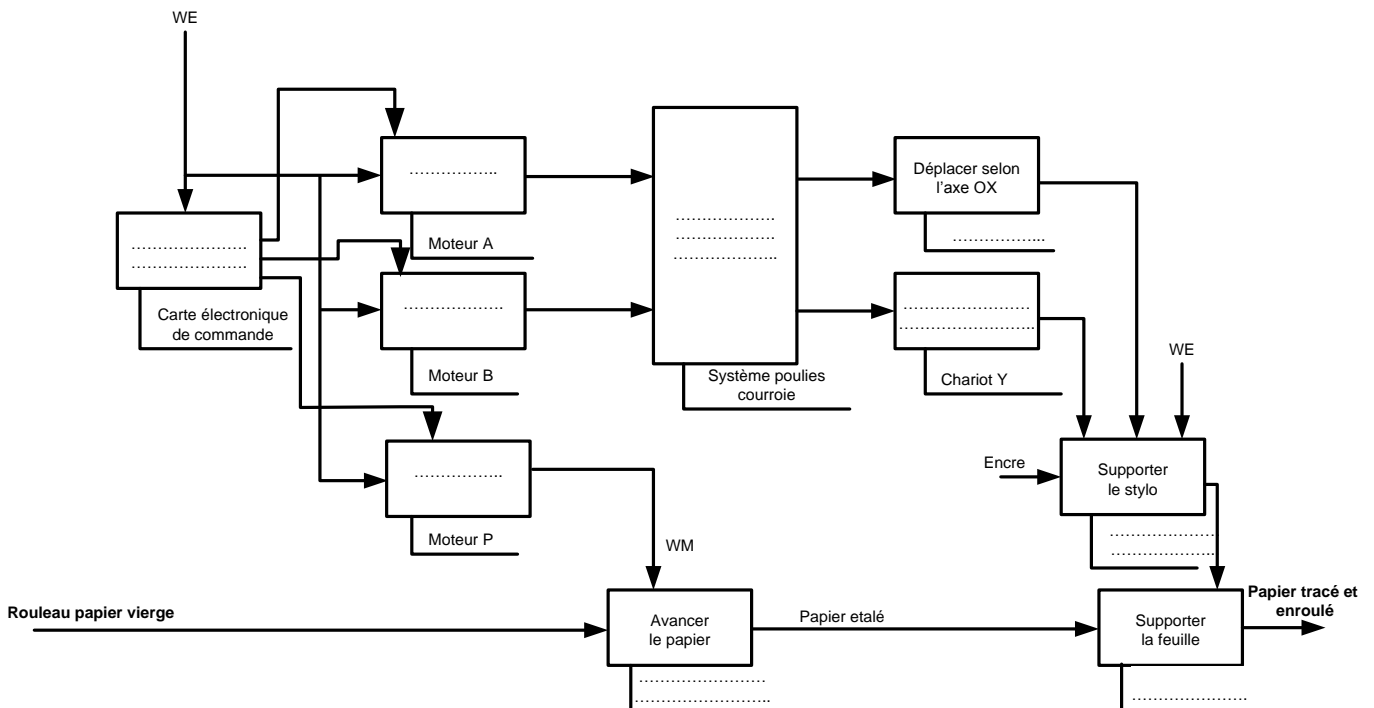 WE
……………..
Déplacer selon
l’axe OX
…………………
…………………
………………
………………
………………..
Moteur A
……………...
Carte électronique
de commande
……………….
……………………
……………………..
Moteur B
Système poulies
courroie
Chariot Y
WE
……………..
Encre
Supporter
le stylo
Moteur P
WM
…………………
…………………
Rouleau papier vierge
Avancer
le papier
Papier etalé
Supporter
la feuille
Papier tracé et
enroulé
……………………
……………………..
………………….